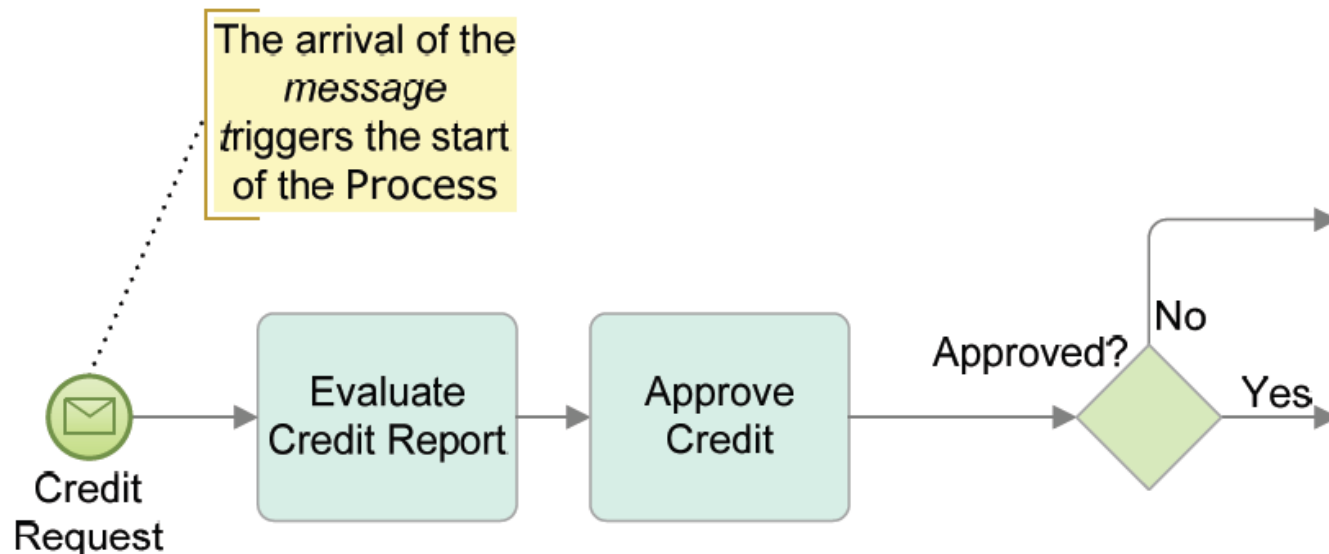 The arrival of the
message
triggers the start
of the Process
Credit
Request
Evaluate
Credit Report
Approve
Credit
Approved?
No
Yes